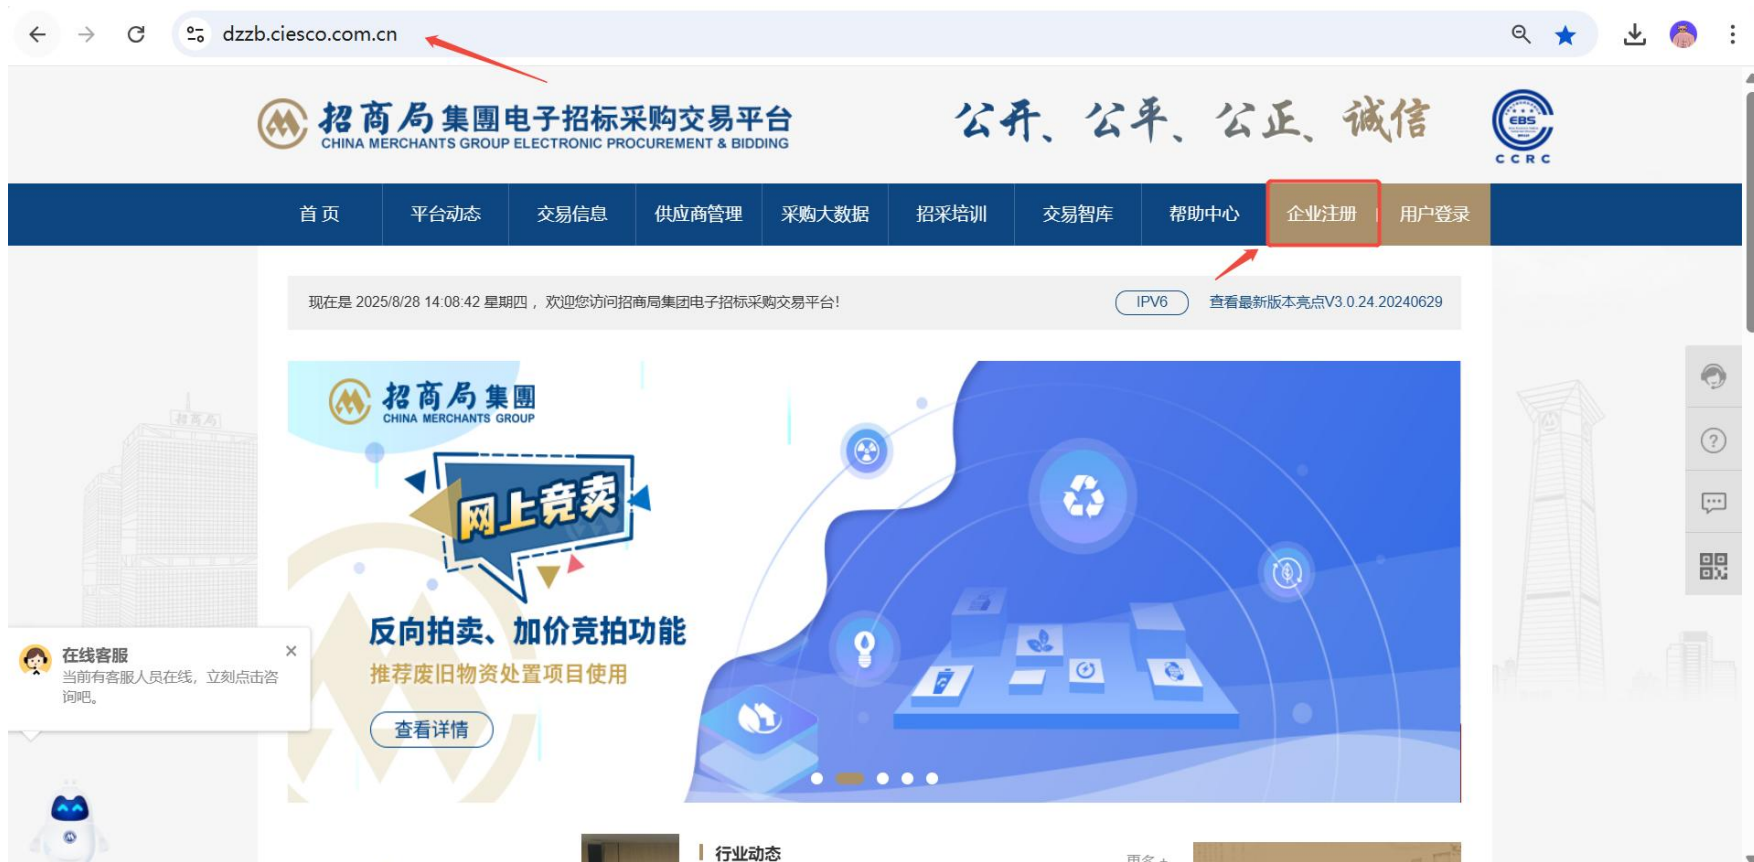 dzzb.ciesco.com.cn
招商局集團电子招标采购交易平台
CHINA MERCHANTS GROUP ELECTRONIC PROCUREMENT & BIDDING
公开、公平、公正、诚信
EBS
CCRC
首页 平台动态 交易信息 供应商管理 采购大数据 招采培训 交易智库 帮助中心 企业注册 用户登录
现在是 2025/8/28 14:08:42 星期四 ，欢迎您访问招商局集团电子招标采购交易平台!
IPV6
查看最新版本亮点V3.0.24.20240629
招商局集團
CHINA MERCHANTS GROUP
招商局
网上竞卖
反向拍卖、加价竞拍功能
推荐废旧物资处置项目使用
查看详情
在线客服
当前有客服人员在线，立刻点击咨
询吧。
行业动态
更多 +